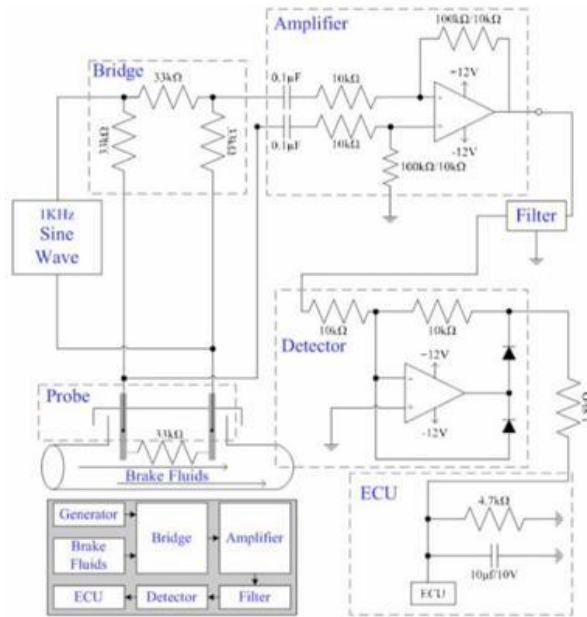 Amplifier
100kΩ/10kΩ
Bridge
33kΩ
0.1μF
10kΩ
+12V
33kΩ
33kΩ
0.1μF
10kΩ
-12V
100kΩ/10kΩ
1KHz
Sine
Wave
Filter
10kΩ
10kΩ
Detector
-12V
Probe
33kΩ
Brake Fluids
ECU
4.7kΩ
10μf/10V
ECU
Generator
Bridge
Amplifier
Brake
Fluids
ECU
Detector
Filter